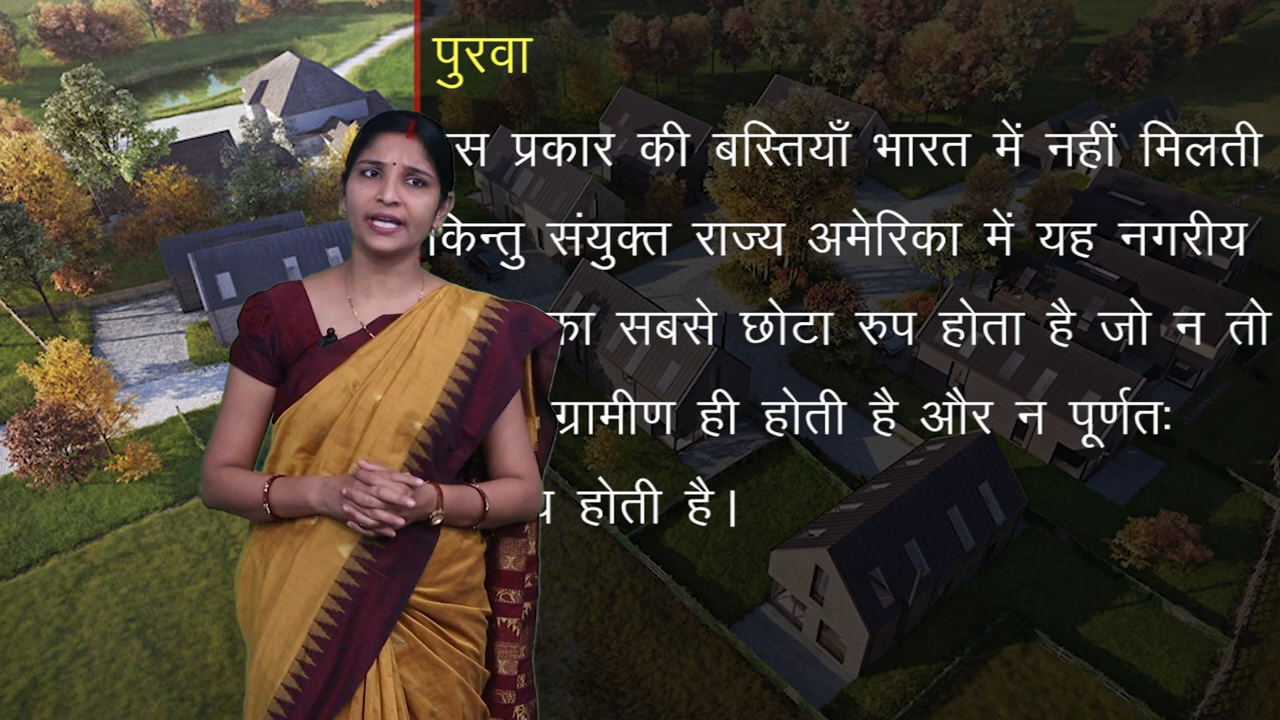 पुरवा
प्रकार की बस्तियाँ भारत में नहीं मिलती
किन्तु संयुक्त राज्य अमेरिका में यह नगरीय
का सबसे छोटा रुप होता है जो न तो
ग्रामीण ही होती है और न पूर्णतः
होती है।